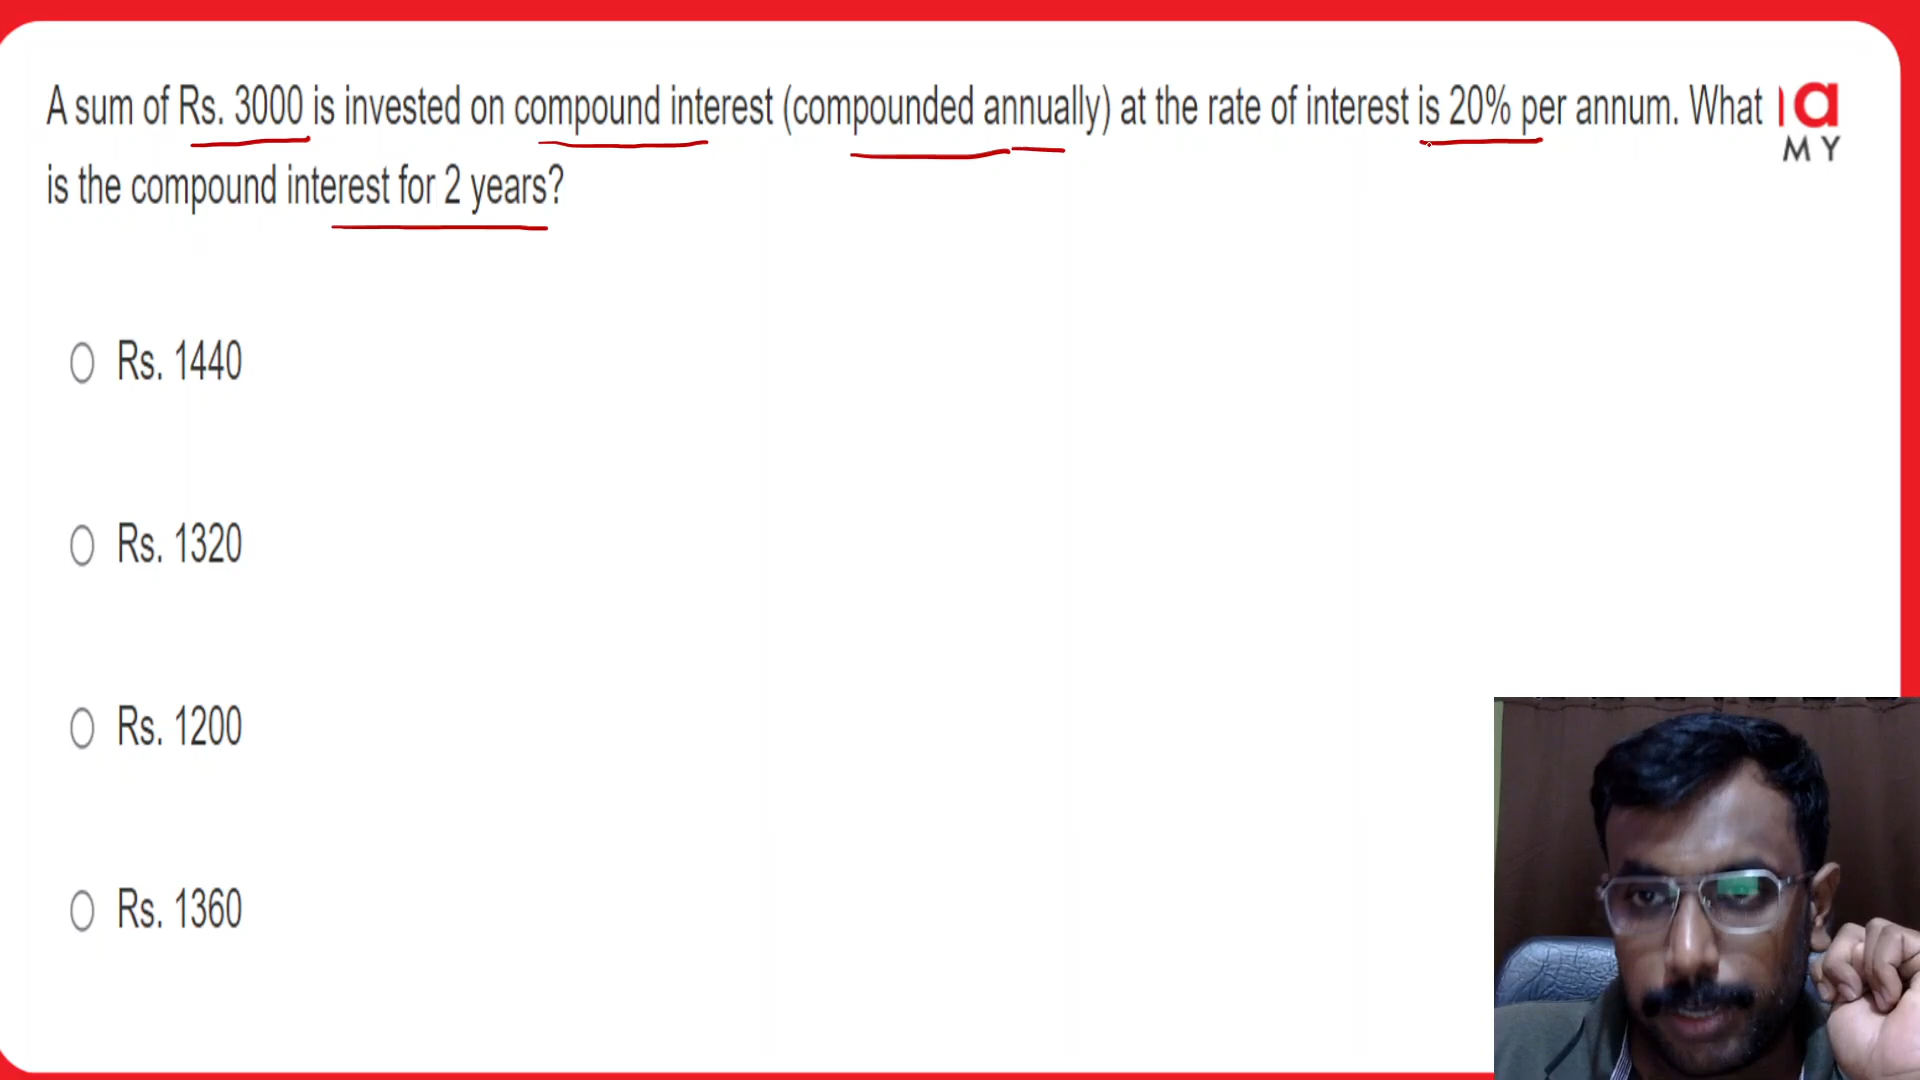 A sum of Rs. 3000 is invested on compound interest (compounded annually) at the rate of interest is 20% per annum. What
is the compound interest for 2 years?
a
MY
Rs. 1440
Rs. 1320
Rs. 1200
Rs. 1360